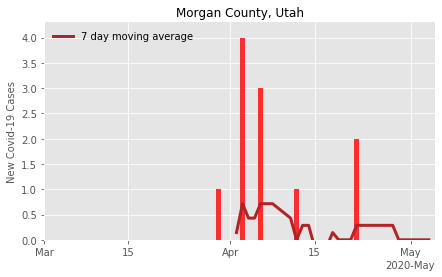 Morgan County, Utah
7 day moving average
New Covid-19 Cases
4.0
3.5
3.0
2.5
2.0
1.5
1.0
0.5
0.0
Mar
15
Apr
15
May
2020-May